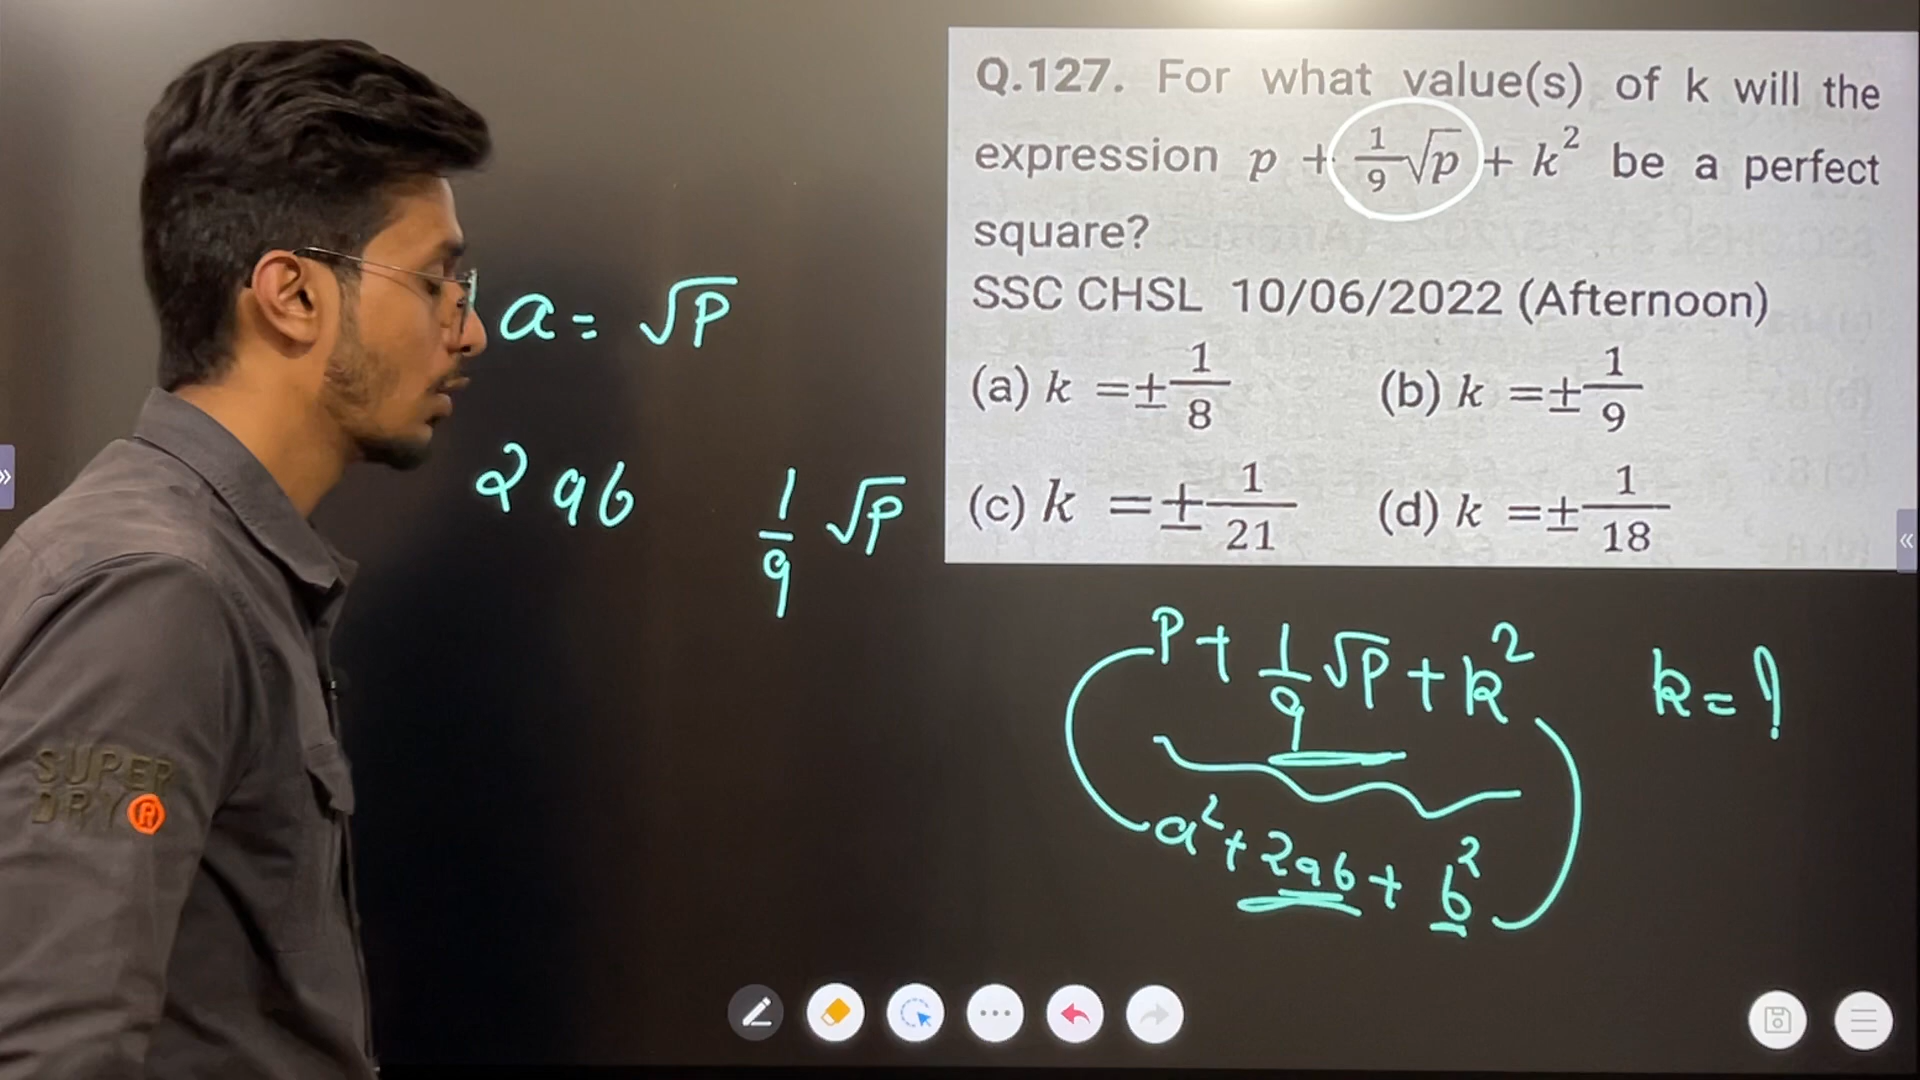 Q.127. For what value(s) of k will the
expression p + 1/9 √p + k² be a perfect
square?
SSC CHSL 10/06/2022 (Afternoon)
(a) k = ± 1/8 (b) k = ± 1/9
(c) k = ± 1/21 (d) k = ± 1/18
a = √P
2ab 1/9 √P
P + 1/9 √P + k² k = ?
a² + 2ab + b²
SUPER
DRY